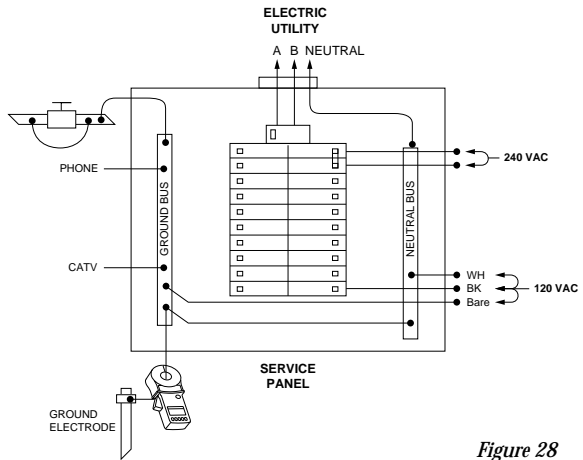 ELECTRIC
UTILITY
A B NEUTRAL
PHONE
GROUND BUS
CATV
NEUTRAL BUS
240 VAC
WH
BK
Bare
120 VAC
SERVICE
PANEL
GROUND
ELECTRODE
Figure 28